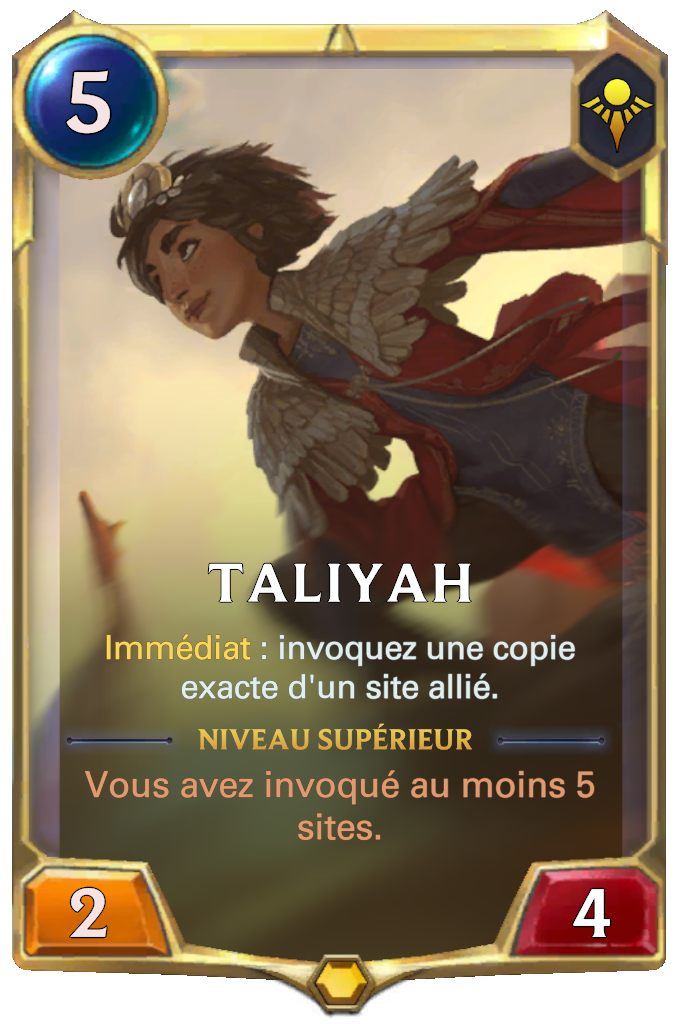 5
TALIYAH
Immédiat : invoquez une copie
exacte d'un site allié.
NIVEAU SUPÉRIEUR
Vous avez invoqué au moins 5
sites.
2
4